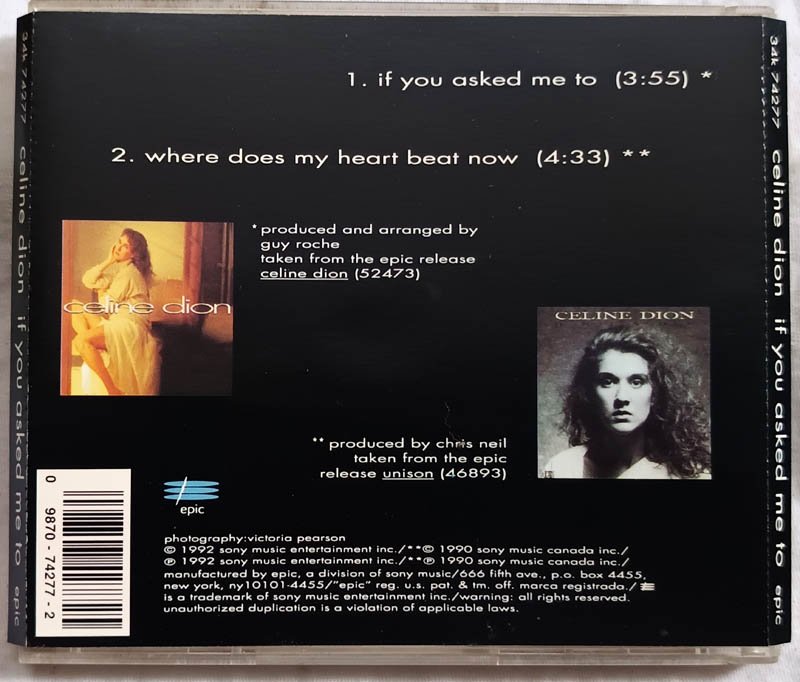 34k 74277 celine dion if you asked me to epic
1. if you asked me to (3:55) *
2. where does my heart beat now (4:33) **
* produced and arranged by
guy roche
taken from the epic release
celine dion (52473)
celine dion
CELINE DION
** produced by chris neil
taken from the epic
release unison (46893)
epic
0 9870 - 74277 - 2
photography:victoria pearson
© 1992 sony music entertainment inc./**© 1990 sony music canada inc./
℗ 1992 sony music entertainment inc./**℗ 1990 sony music canada inc./
manufactured by epic, a division of sony music/666 fifth ave., p.o. box 4455,
new york, ny10101-4455/"epic" reg. u.s. pat. & tm. off. marca registrada./
is a trademark of sony music entertainment inc./warning: all rights reserved.
unauthorized duplication is a violation of applicable laws.
34k 74277 celine dion if you asked me to epic